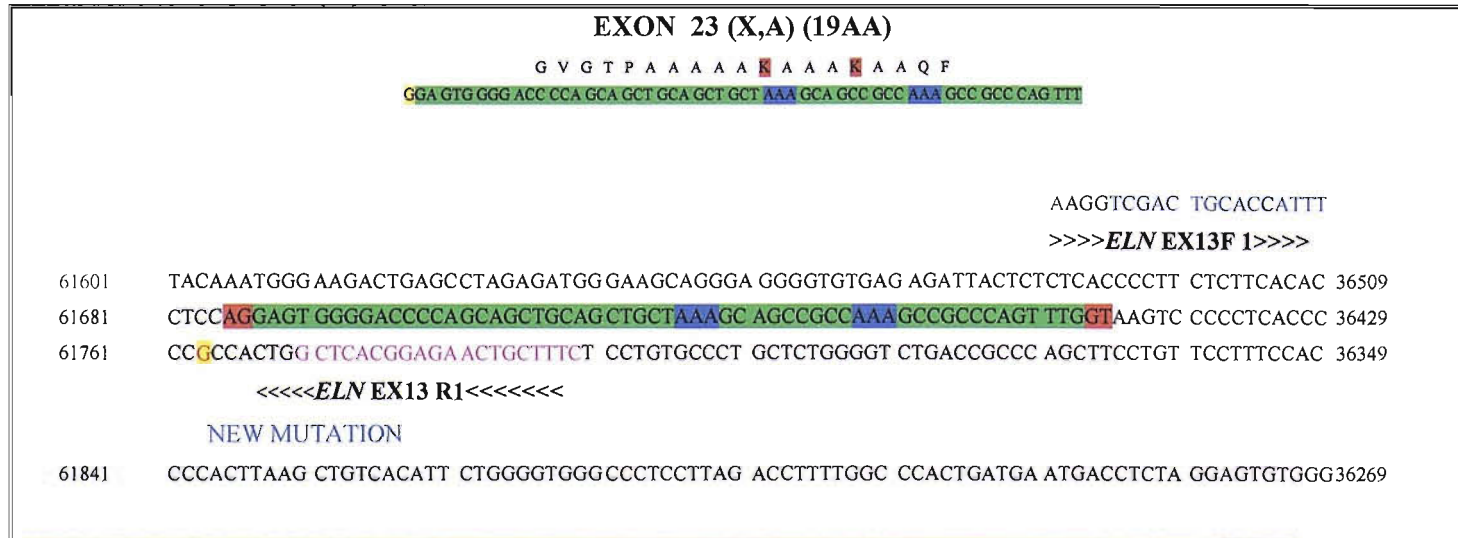 EXON 23 (X,A) (19AA)
G V G T P A A A A A K A A A K A A Q F
GGA GTG GGG ACC CCA GCA GCT GCA GCT GCT AAA GCA GCC GCC AAA GCC GCC CAG TTT
AAGGTCGAC TGCACCATTT
>>>>ELN EX13F 1>>>>
61601 TACAAATGGG AAGACTGAGC CTAGAGATGG GAAGCAGGGA GGGGTGTGAG AGATTACTCT CTCACCCCTT CTCTTCACAC 36509
61681 CTCCAGGAGT GGGGACCCCAGCAGCTGCAG CTGCTAAAGC AGCCGCCAAA GCCGCCCAGT TTGGTAAGTC CCCCTCACCC 36429
61761 CCGCCACTGG CTCACGGAGA ACTGCTTTCT CCTGTGCCCT GCTCTGGGGT CTGACCGCCC AGCTTCCTGT TCCTTTCCAC 36349
<<<<<ELN EX13 R1<<<<<<<
NEW MUTATION
61841 CCCACTTAAG CTGTCACATT CTGGGGTGGG CCCTCCTTAG ACCTTTTGGC CCACTGATGA ATGACCTCTA GGAGTGTGGG 36269